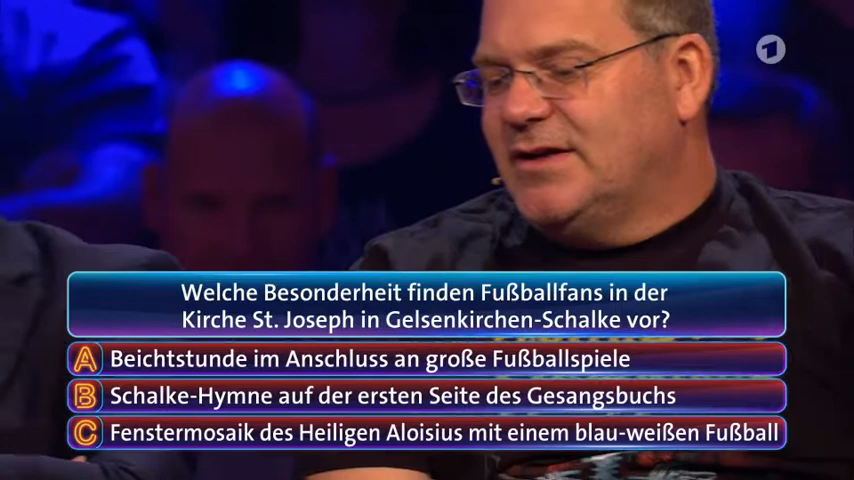 1
Welche Besonderheit finden Fußballfans in der
Kirche St. Joseph in Gelsenkirchen-Schalke vor?
A Beichtstunde im Anschluss an große Fußballspiele
B Schalke-Hymne auf der ersten Seite des Gesangsbuchs
C Fenstermosaik des Heiligen Aloisius mit einem blau-weißen Fußball